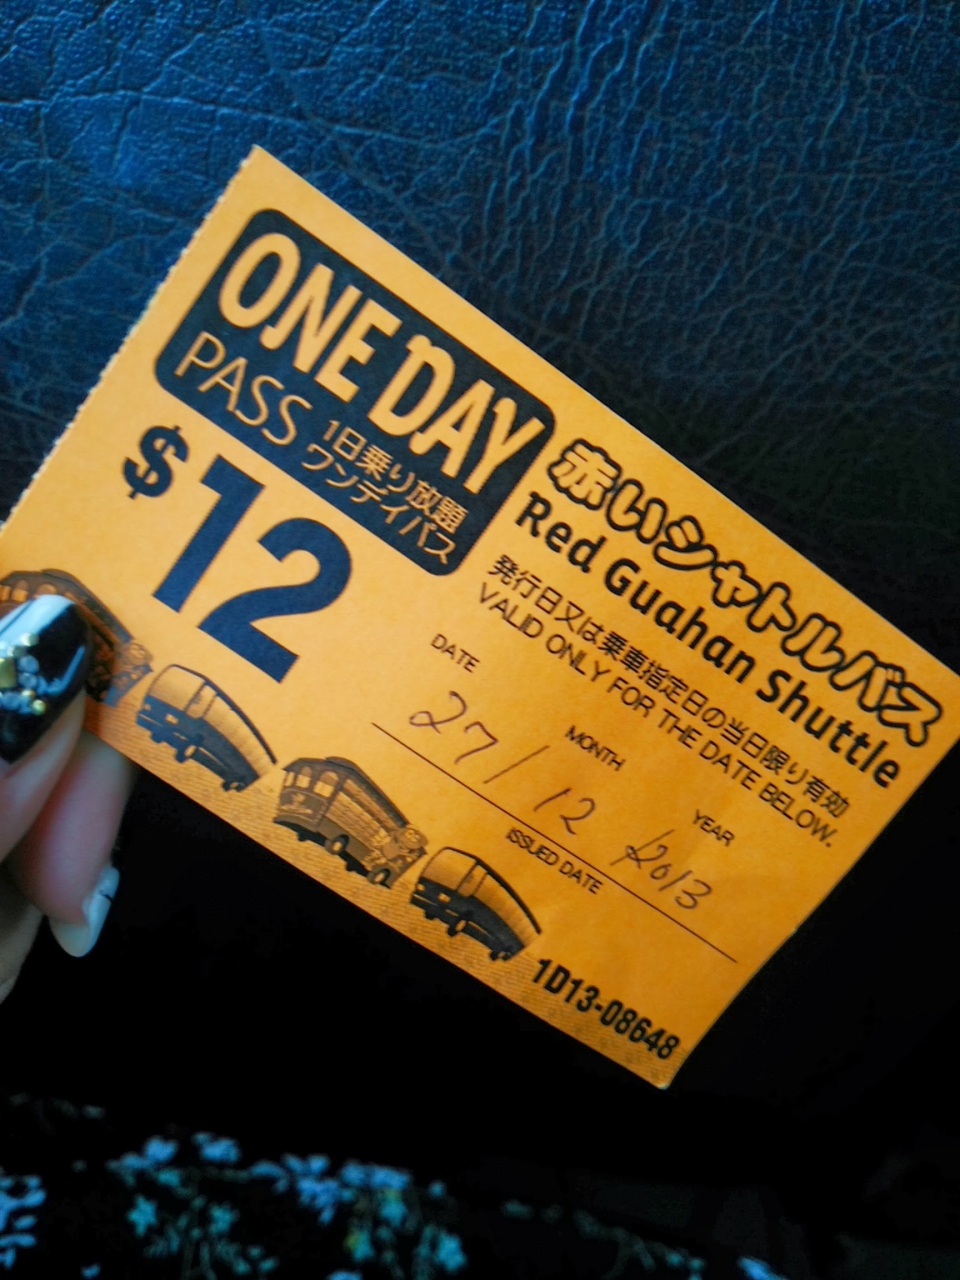 ONE DAY
PASS 1日乗り放題
ワンデイパス
$12
赤いシャトルバス
Red Guahan Shuttle
発行日又は乗車指定日の当日限り有効
VALID ONLY FOR THE DATE BELOW.
DATE MONTH YEAR
27/12/2013
ISSUED DATE
1D13-08648